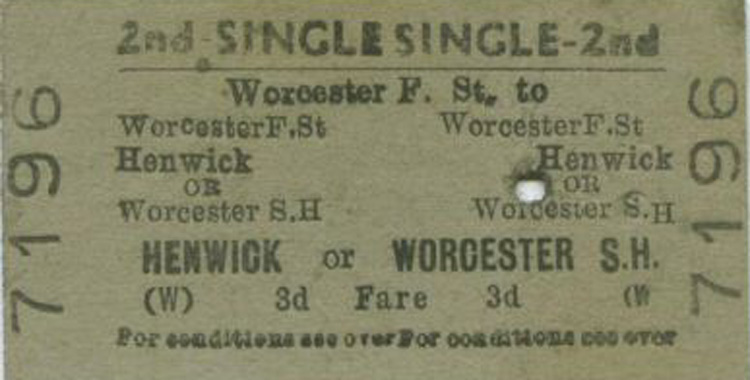 2nd-SINGLE SINGLE-2nd
Worcester F. St. to
WorcesterF.St WorcesterF.St
Henwick Henwick
OR OR
Worcester S.H Worcester S.H
HENWICK or WORCESTER S.H.
(W) 3d Fare 3d (W
For conditions see over For conditions see over
7196
7196